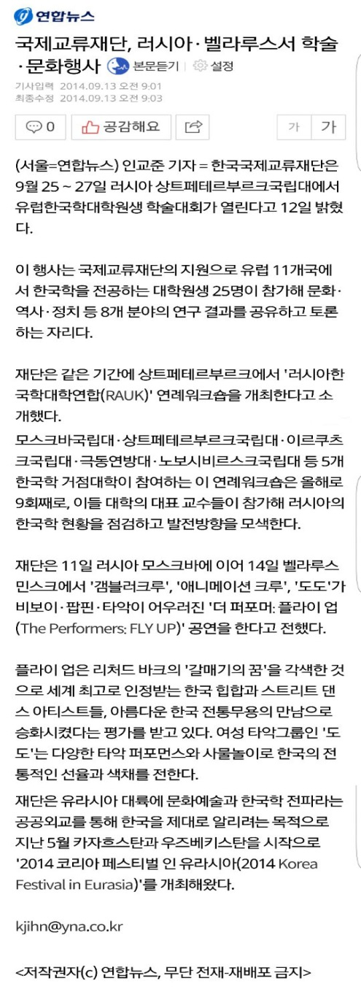 연합뉴스
국제교류재단, 러시아·벨라루스서 학술
·문화행사 본문듣기 | 설정
기사입력 2014.09.13 오전 9:01
최종수정 2014.09.13 오전 9:03
0 공감해요 가 가
(서울=연합뉴스) 인교준 기자 = 한국국제교류재단은
9월 25 ~ 27일 러시아 상트페테르부르크국립대에서
유럽한국학대학원생 학술대회가 열린다고 12일 밝혔
다.
이 행사는 국제교류재단의 지원으로 유럽 11개국에
서 한국학을 전공하는 대학원생 25명이 참가해 문화·
역사·정치 등 8개 분야의 연구 결과를 공유하고 토론
하는 자리다.
재단은 같은 기간에 상트페테르부르크에서 '러시아한
국학대학연합(RAUK)' 연례워크숍을 개최한다고 소
개했다.
모스크바국립대·상트페테르부르크국립대·이르쿠츠
크국립대·극동연방대·노보시비르스크국립대 등 5개
한국학 거점대학이 참여하는 이 연례워크숍은 올해로
9회째로, 이들 대학의 대표 교수들이 참가해 러시아의
한국학 현황을 점검하고 발전방향을 모색한다.
재단은 11일 러시아 모스크바에 이어 14일 벨라루스
민스크에서 '갬블러크루', '애니메이션 크루', '도도'가
비보이·팝핀·타악이 어우러진 '더 퍼포머: 플라이 업
(The Performers: FLY UP)' 공연을 한다고 전했다.
플라이 업은 리처드 바크의 '갈매기의 꿈'을 각색한 것
으로 세계 최고로 인정받는 한국 힙합과 스트리트 댄
스 아티스트들, 아름다운 한국 전통무용의 만남으로
승화시켰다는 평가를 받고 있다. 여성 타악그룹인 '도
도'는 다양한 타악 퍼포먼스와 사물놀이로 한국의 전
통적인 선율과 색채를 전한다.
재단은 유라시아 대륙에 문화예술과 한국학 전파라는
공공외교를 통해 한국을 제대로 알리려는 목적으로
지난 5월 카자흐스탄과 우즈베키스탄을 시작으로
'2014 코리아 페스티벌 인 유라시아(2014 Korea
Festival in Eurasia)'를 개최해왔다.
kjihn@yna.co.kr
<저작권자(c) 연합뉴스, 무단 전재-재배포 금지>